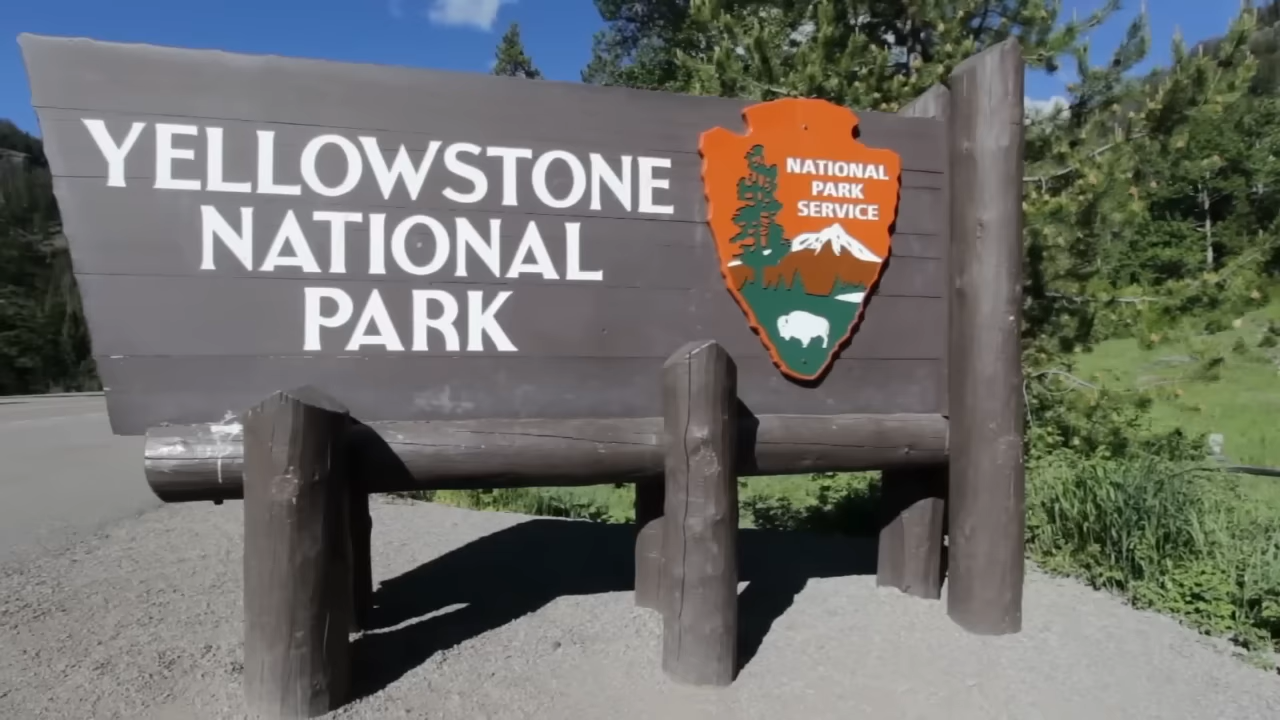 YELLOWSTONE
NATIONAL
PARK
NATIONAL
PARK
SERVICE